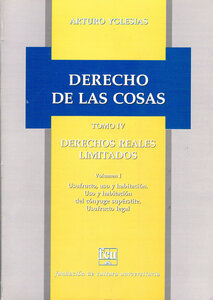 ARTURO YGLESIAS
DERECHO
DE LAS COSAS
TOMO IV
DERECHOS REALES
LIMITADOS
Volumen I
Usufructo, uso y habitación.
Uso y habitación
del cónyuge supérstite.
Usufructo legal
fcu
FUNDACION DE CULTURA UNIVERSITARIA